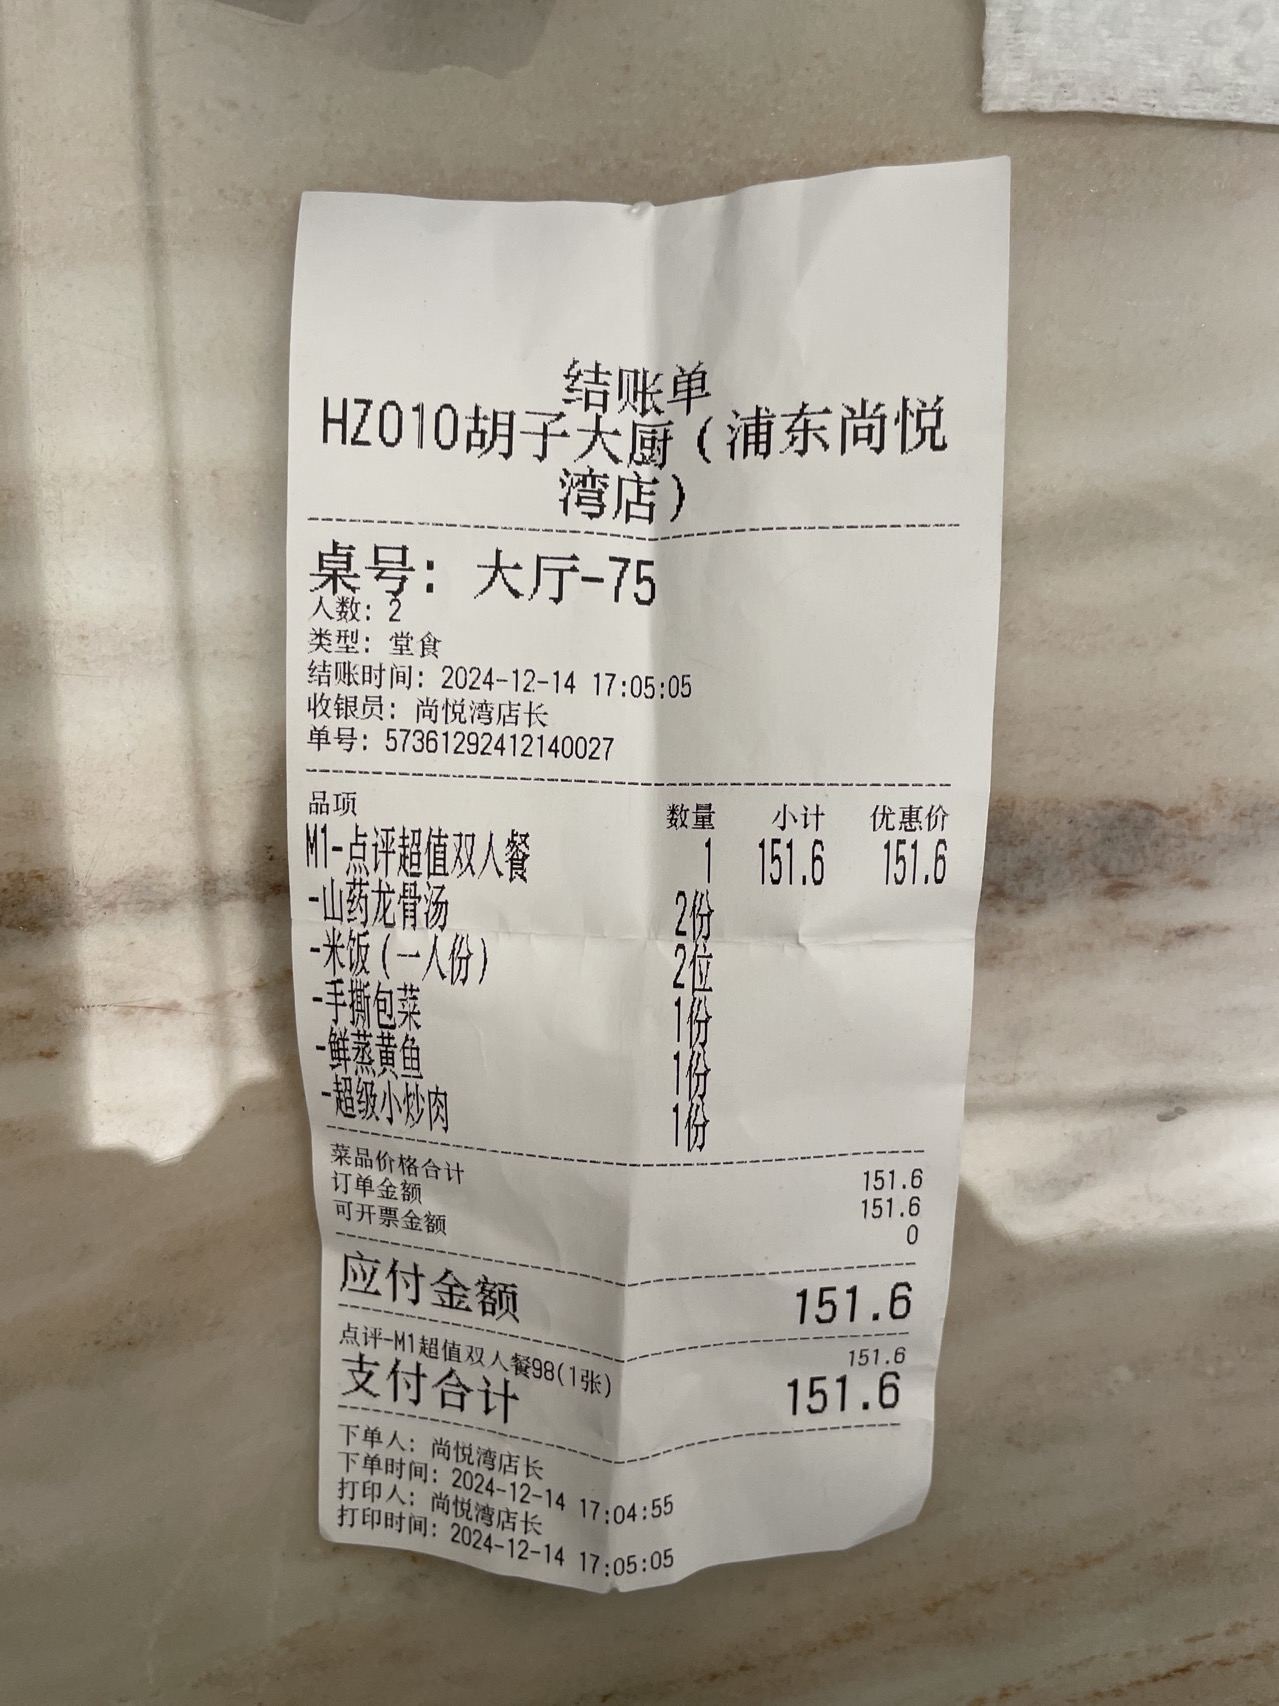 结账单
HZ010胡子大厨（浦东尚悦
湾店）
桌号：大厅-75
人数：2
类型：堂食
结账时间：2024-12-14 17:05:05
收银员：尚悦湾店长
单号：57361292412140027
品项 数量 小计 优惠价
M1-点评超值双人餐 1 151.6 151.6
-山药龙骨汤 2份
-米饭（一人份） 2位
-手撕包菜 1份
-鲜蒸黄鱼 1份
-超级小炒肉 1份
菜品价格合计 151.6
订单金额 151.6
可开票金额 0
应付金额 151.6
点评-M1超值双人餐98(1张) 151.6
支付合计 151.6
下单人：尚悦湾店长
下单时间：2024-12-14 17:04:55
打印人：尚悦湾店长
打印时间：2024-12-14 17:05:05